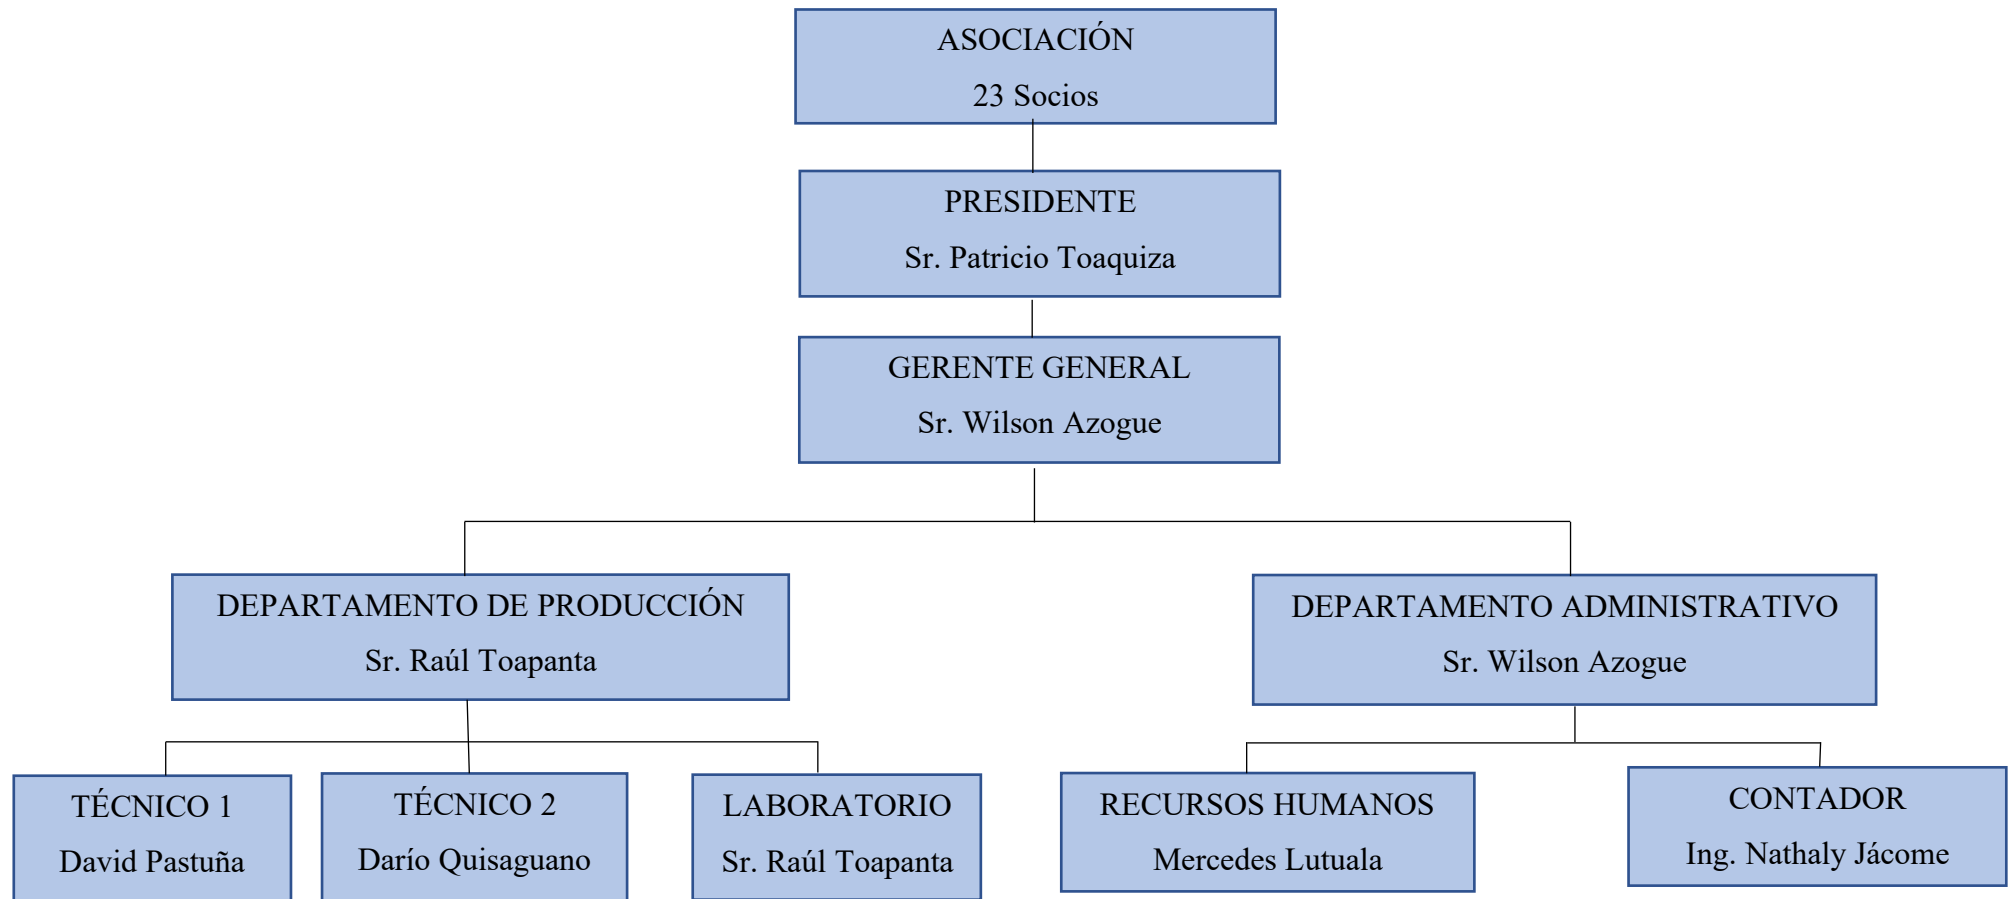 ASOCIACIÓN
23 Socios
PRESIDENTE
Sr. Patricio Toaquiza
GERENTE GENERAL
Sr. Wilson Azogue
DEPARTAMENTO DE PRODUCCIÓN
Sr. Raúl Toapanta
DEPARTAMENTO ADMINISTRATIVO
Sr. Wilson Azogue
TÉCNICO 1
David Pastuña
TÉCNICO 2
Darío Quisaguano
LABORATORIO
Sr. Raúl Toapanta
RECURSOS HUMANOS
Mercedes Lutuala
CONTADOR
Ing. Nathaly Jácome